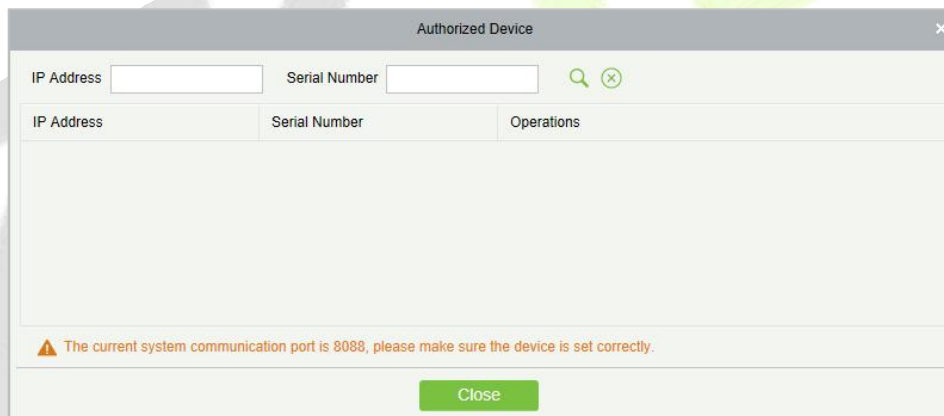 Authorized Device
IP Address Serial Number
IP Address Serial Number Operations
The current system communication port is 8088, please make sure the device is set correctly.
Close